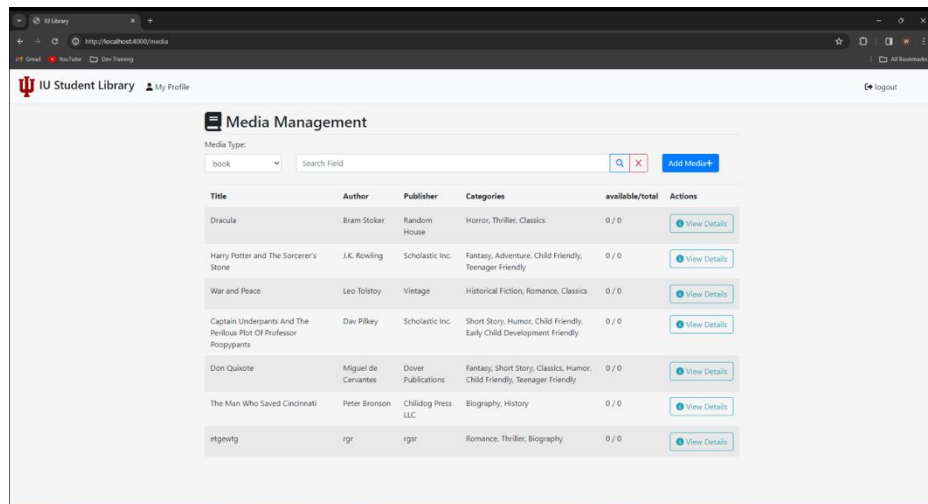 IU Library
http://localhost:4000/media
Gmail YouTube Dev Training All Bookmarks
IU Student Library My Profile logout
Media Management
Media Type:
book Search Field Add Media+
Title Author Publisher Categories available/total Actions
Dracula Bram Stoker Random House Horror, Thriller, Classics 0 / 0 View Details
Harry Potter and The Sorcerer's Stone J.K. Rowling Scholastic Inc. Fantasy, Adventure, Child Friendly, Teenager Friendly 0 / 0 View Details
War and Peace Leo Tolstoy Vintage Historical Fiction, Romance, Classics 0 / 0 View Details
Captain Underpants And The Perilous Plot Of Professor Poopypants Dav Pilkey Scholastic Inc. Short Story, Humor, Child Friendly, Early Child Development Friendly 0 / 0 View Details
Don Quixote Miguel de Cervantes Dover Publications Fantasy, Short Story, Classics, Humor, Child Friendly, Teenager Friendly 0 / 0 View Details
The Man Who Saved Cincinnati Peter Bronson Chilidog Press LLC Biography, History 0 / 0 View Details
etgewtg rgr rgsr Romance, Thriller, Biography 0 / 0 View Details